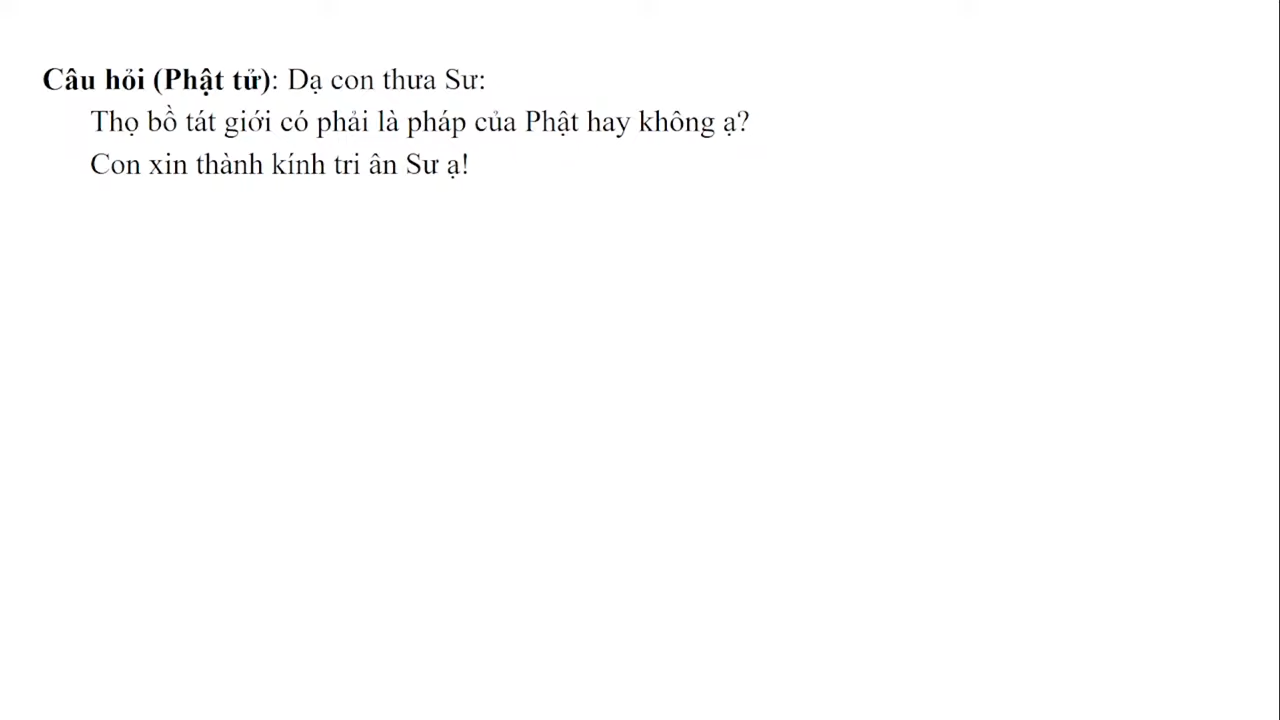 Câu hỏi (Phật tử): Dạ con thưa Sư:
Thọ bồ tát giới có phải là pháp của Phật hay không ạ?
Con xin thành kính tri ân Sư ạ!